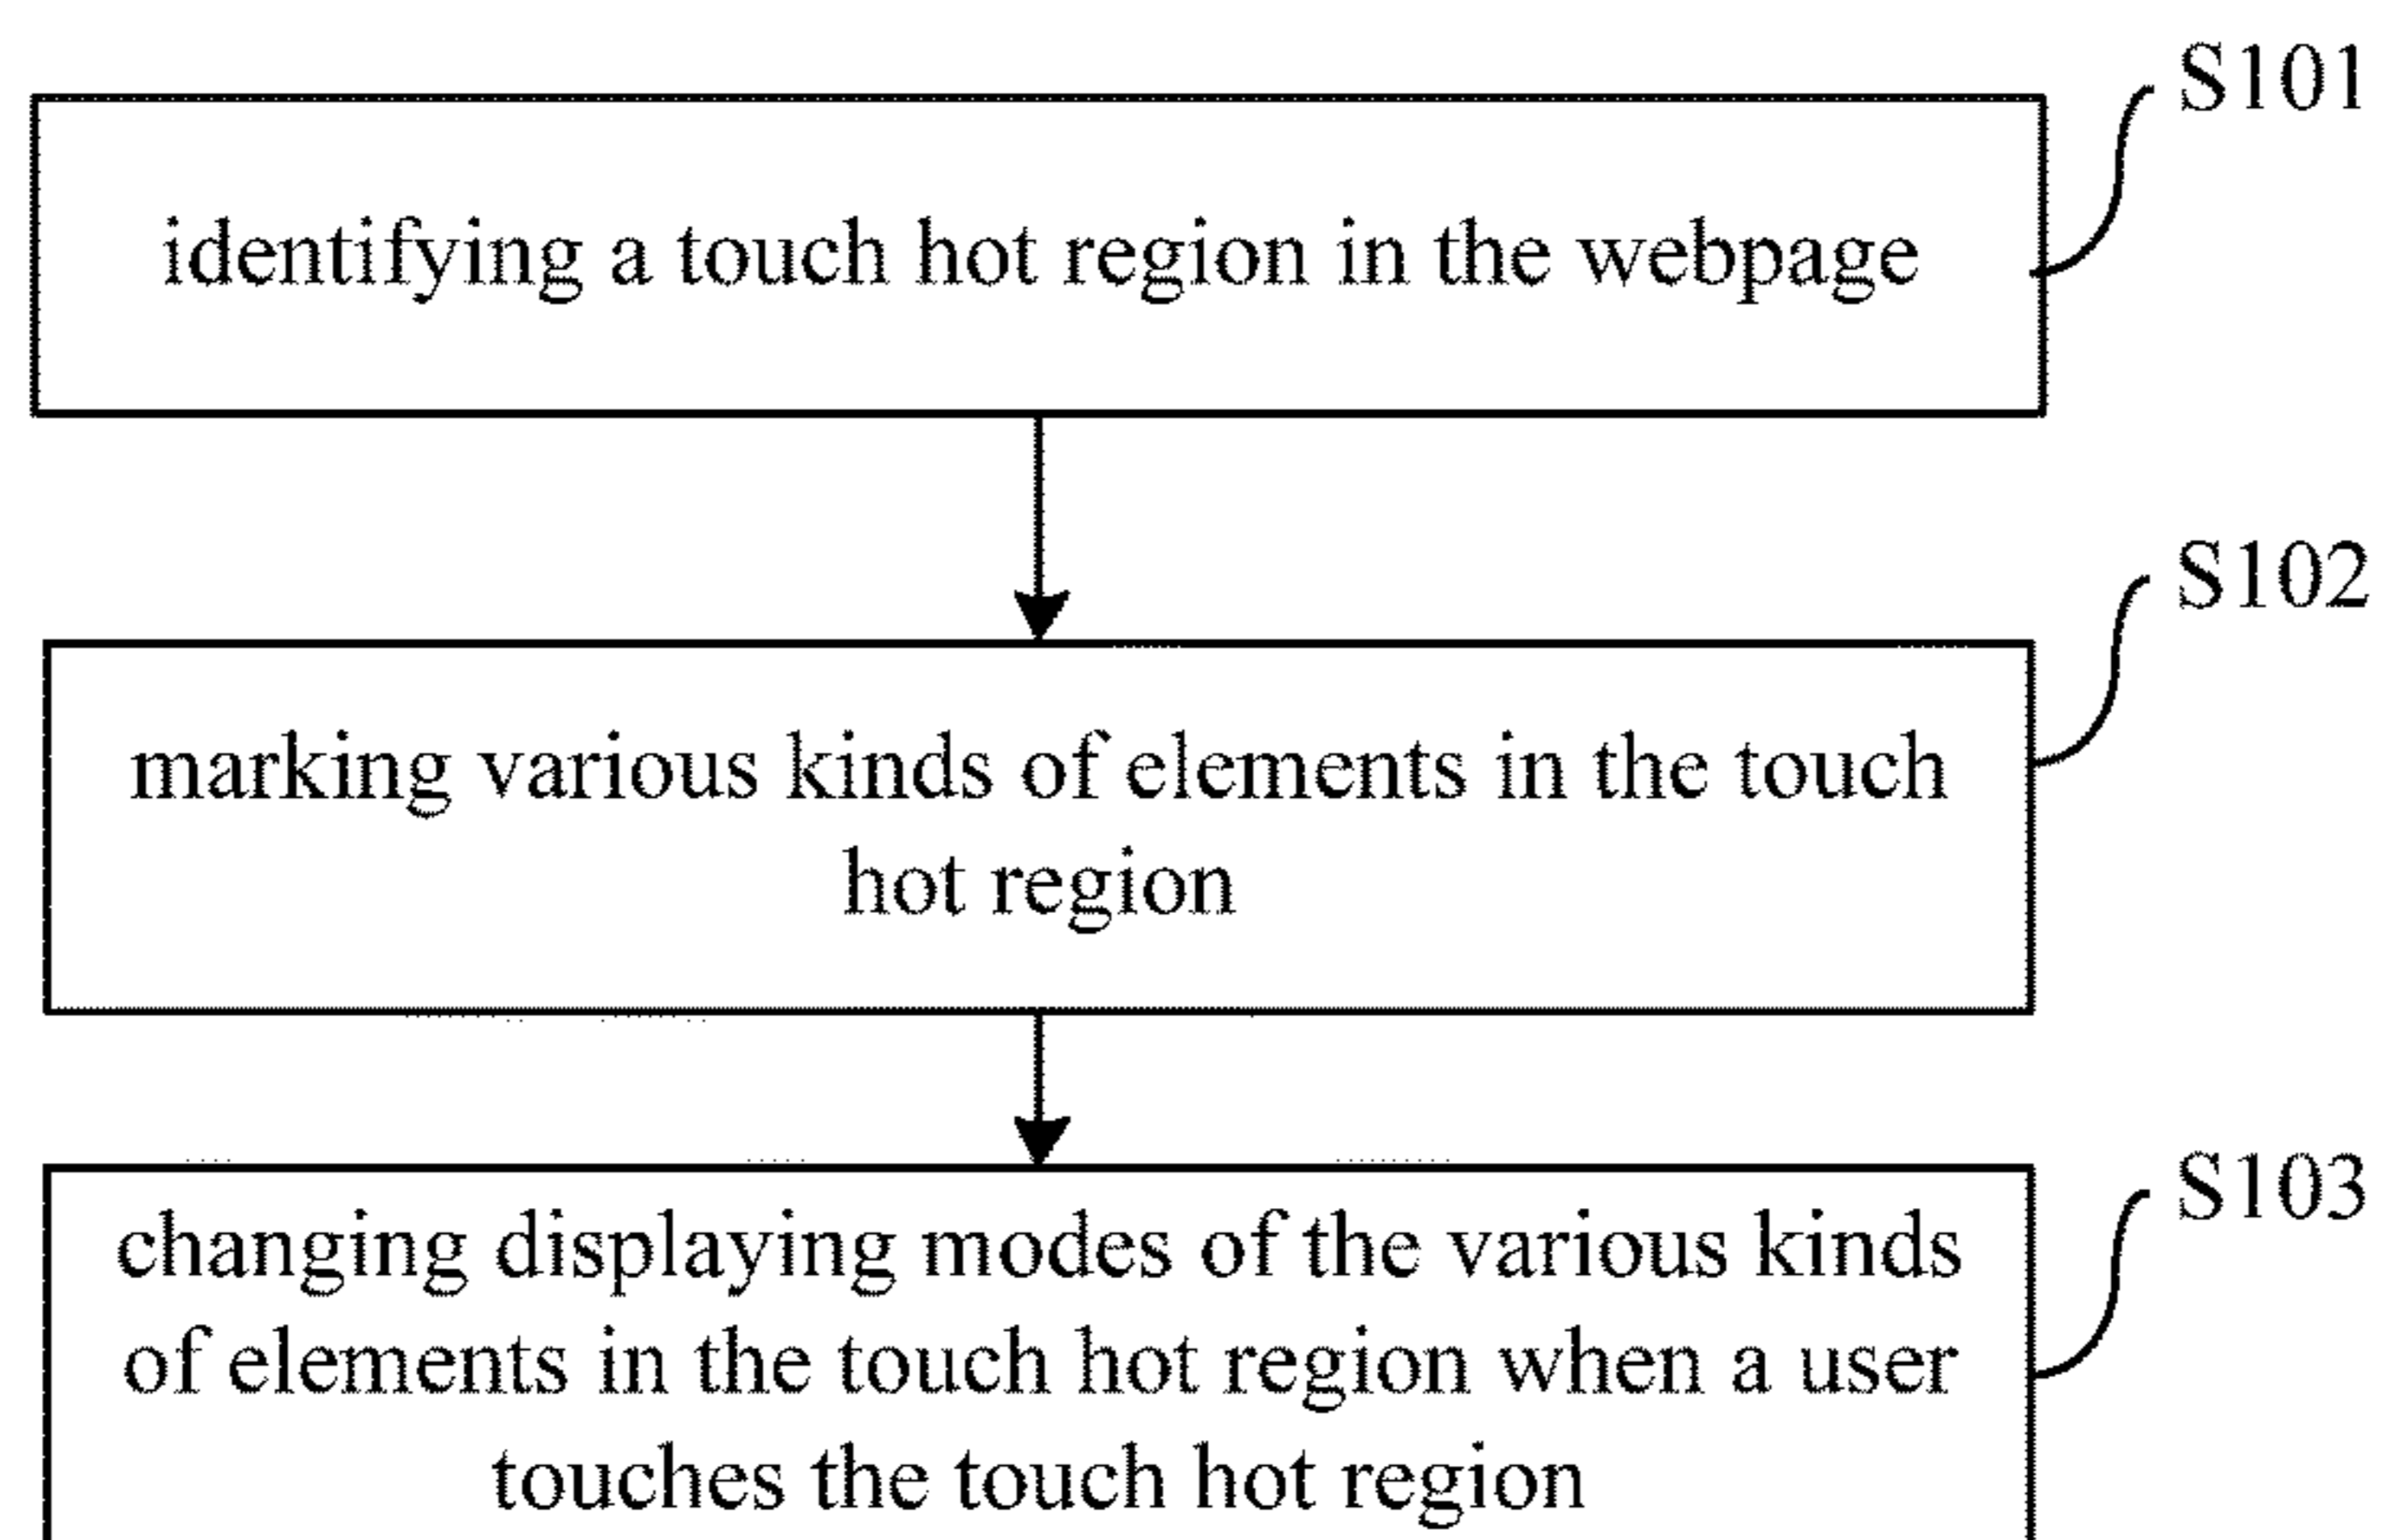 S101
identifying a touch hot region in the webpage
S102
marking various kinds of elements in the touch
hot region
S103
changing displaying modes of the various kinds
of elements in the touch hot region when a user
touches the touch hot region